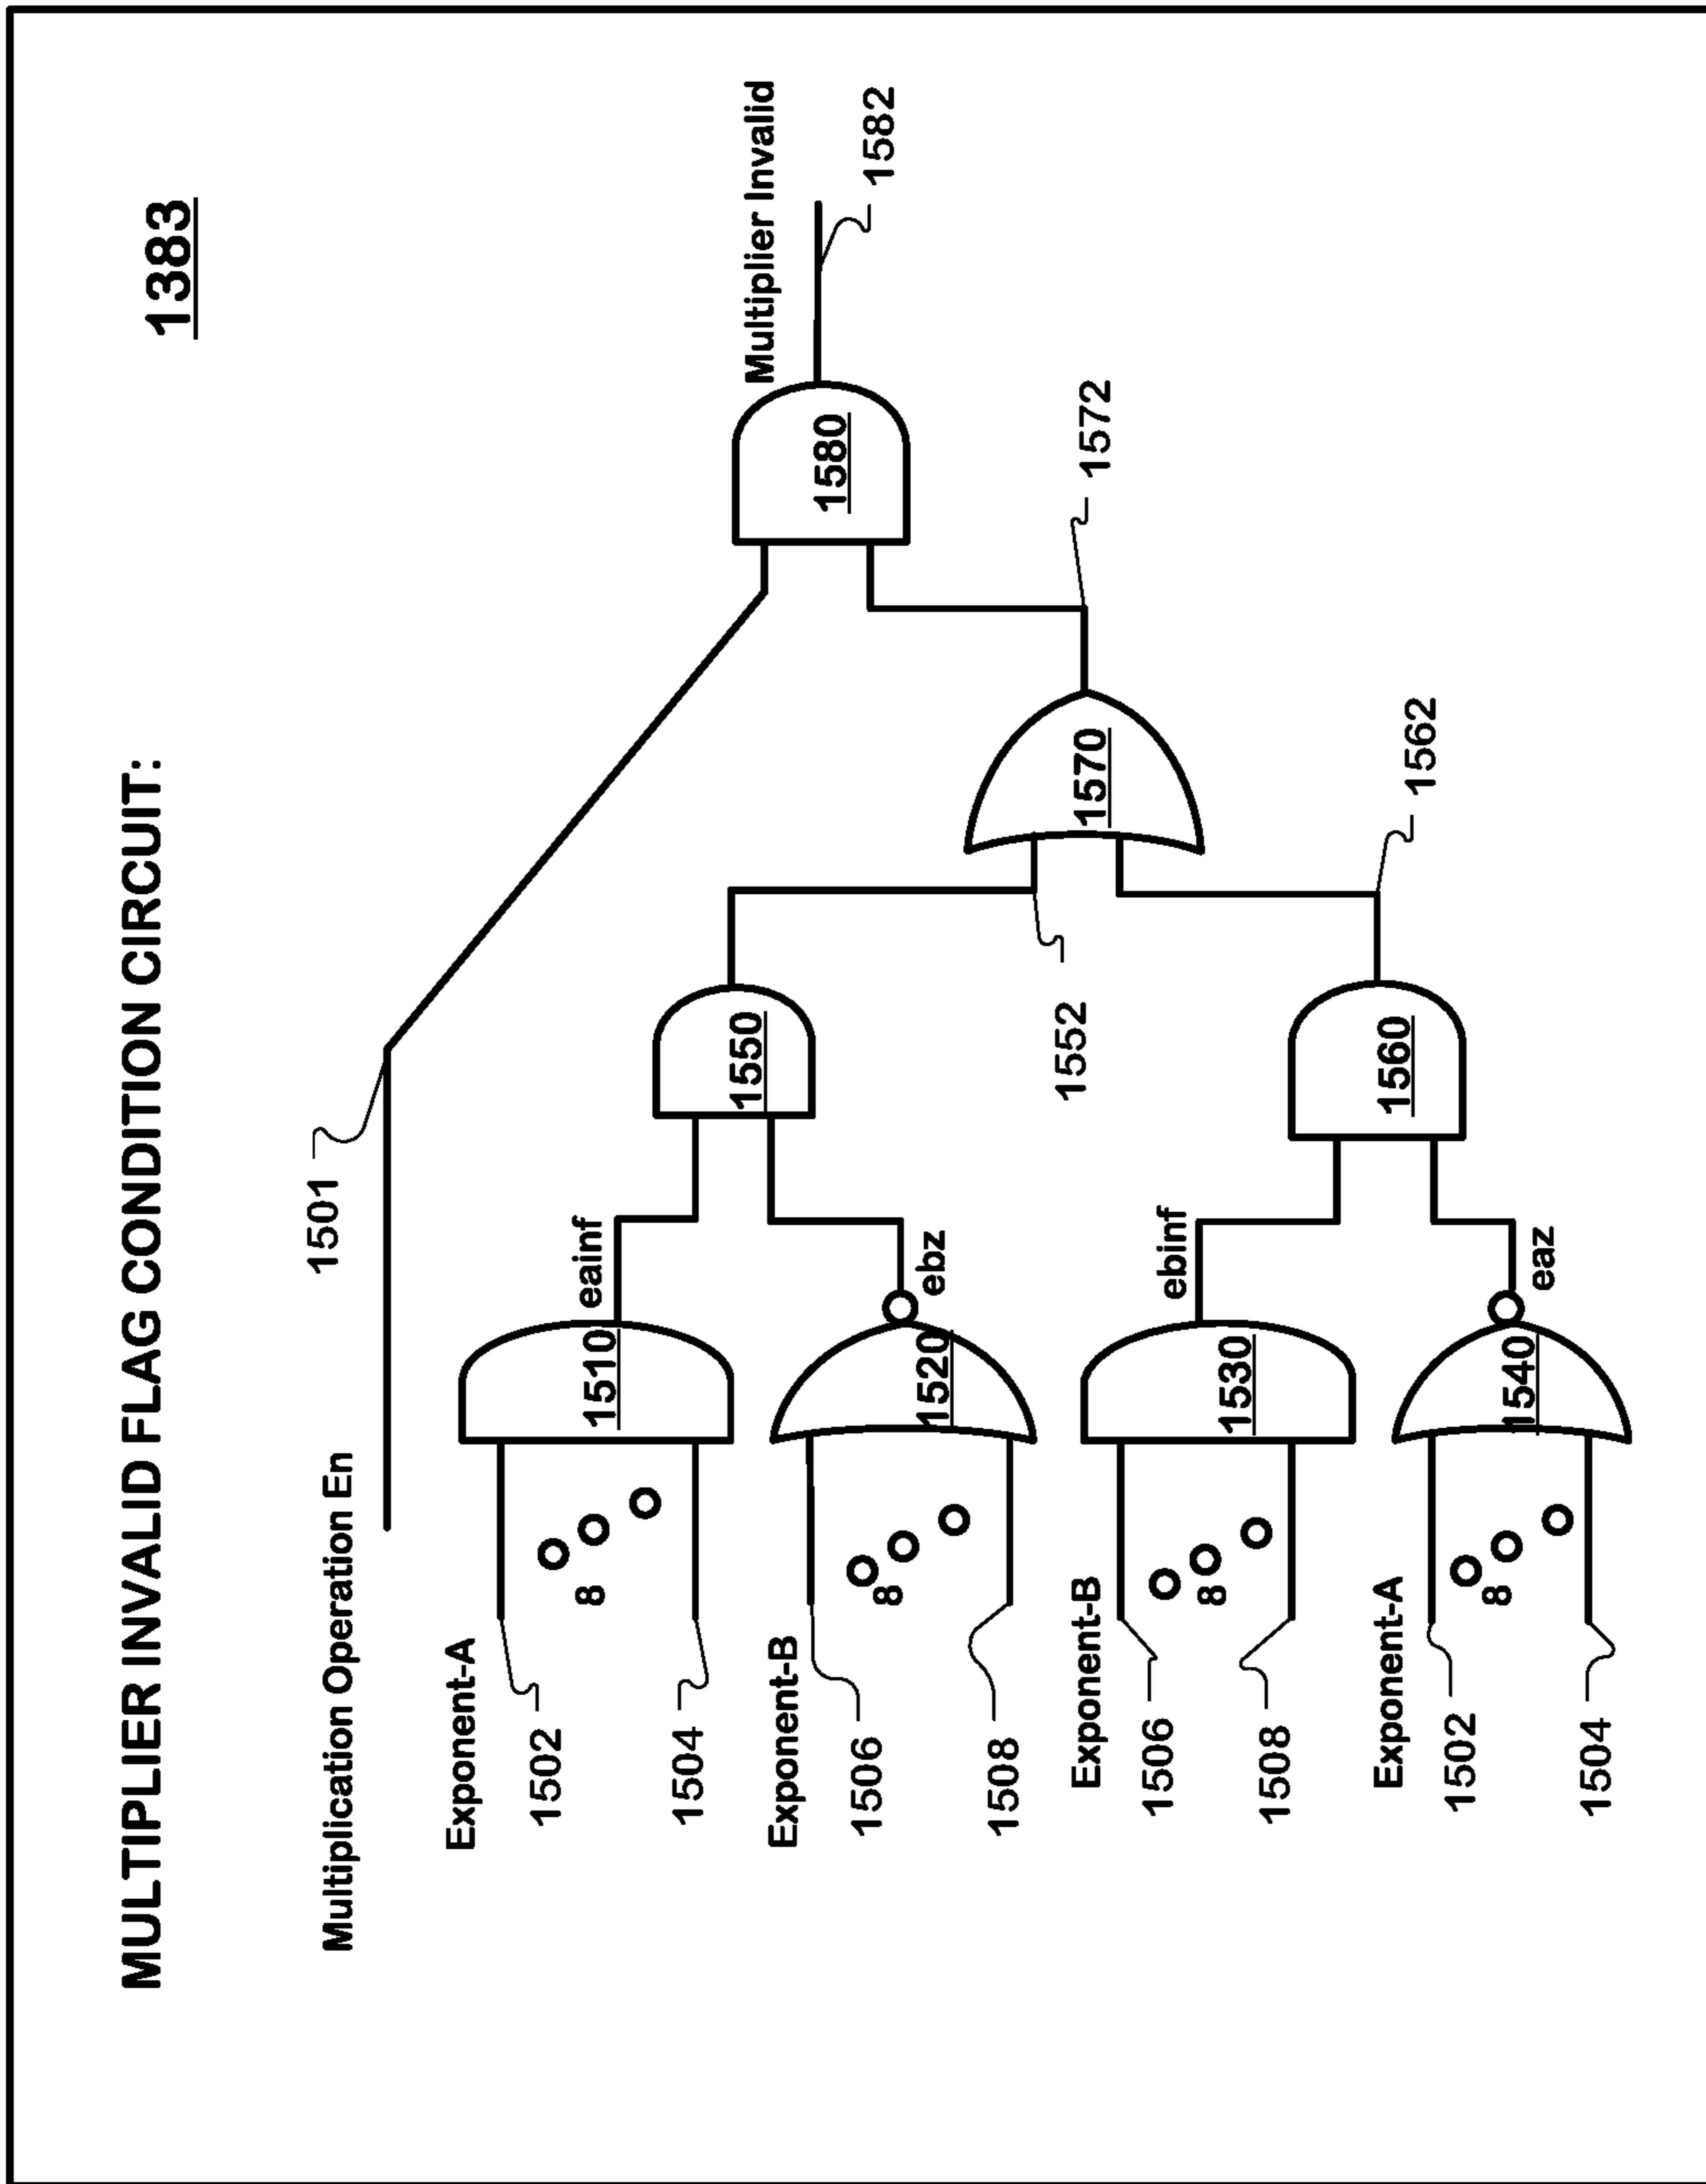 1383
MULTIPLIER INVALID FLAG CONDITION CIRCUIT:
1501
Multiplication Operation En
Multiplier Invalid
1582
1580
Exponent-A
1502
8
1504
1510
eainf
1550
Exponent-B
1506
8
1508
1520
ebz
1552
1570
1572
Exponent-B
1506
8
1508
1530
ebinf
1560
1562
Exponent-A
1502
8
1504
1540
eaz